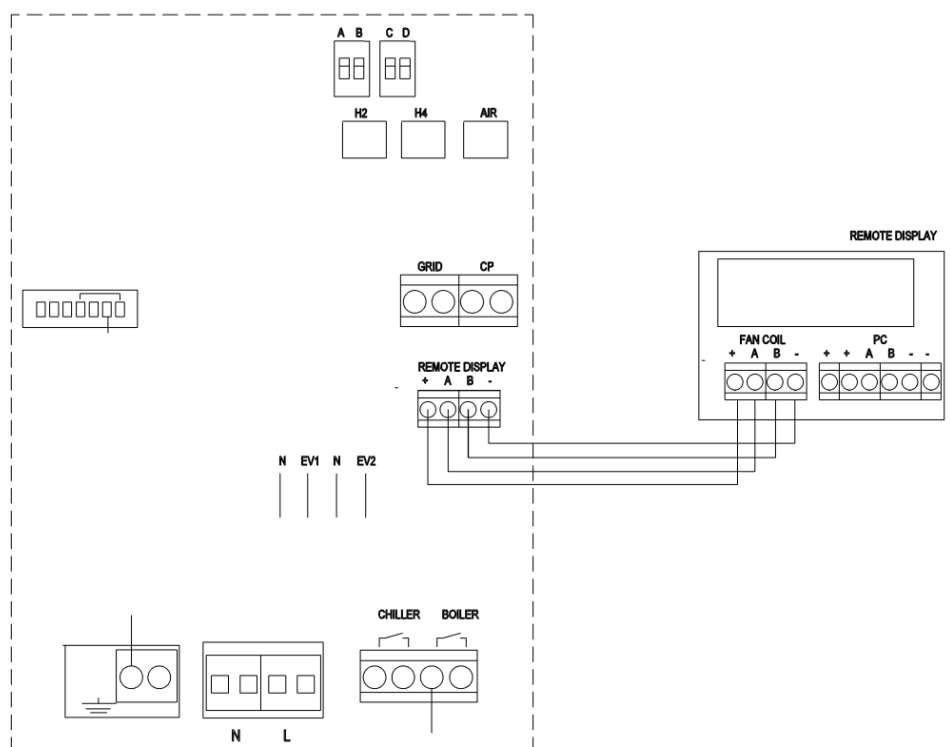 A B C D
H2 H4 AIR
REMOTE DISPLAY
GRID CP
FAN COIL PC
+ A B - + + A B - -
REMOTE DISPLAY
+ A B -
N EV1 N EV2
CHILLER BOILER
N L